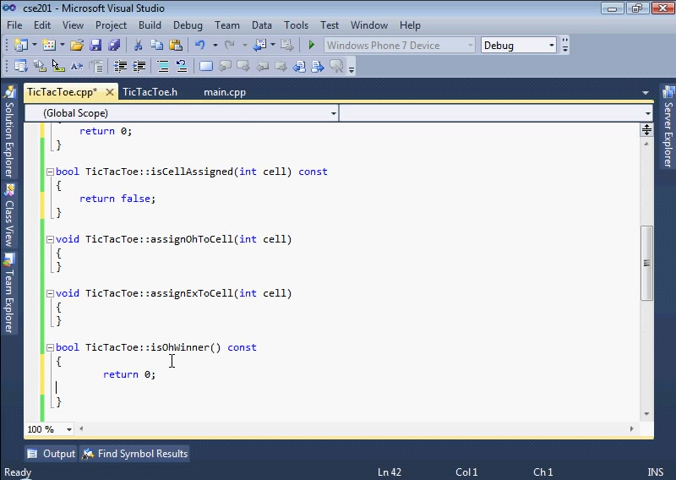 cse201 - Microsoft Visual Studio
File Edit View Project Build Debug Team Data Tools Test Window Help
Windows Phone 7 Device Debug
TicTacToe.cpp* TicTacToe.h main.cpp
(Global Scope)
return 0;
}
bool TicTacToe::isCellAssigned(int cell) const
{
return false;
}
void TicTacToe::assignOhToCell(int cell)
{
}
void TicTacToe::assignExToCell(int cell)
{
}
bool TicTacToe::isOhWinner() const
{
return 0;
}
100 %
Solution Explorer
Class View
Team Explorer
Server Explorer
Output Find Symbol Results
Ready Ln 42 Col 1 Ch 1 INS